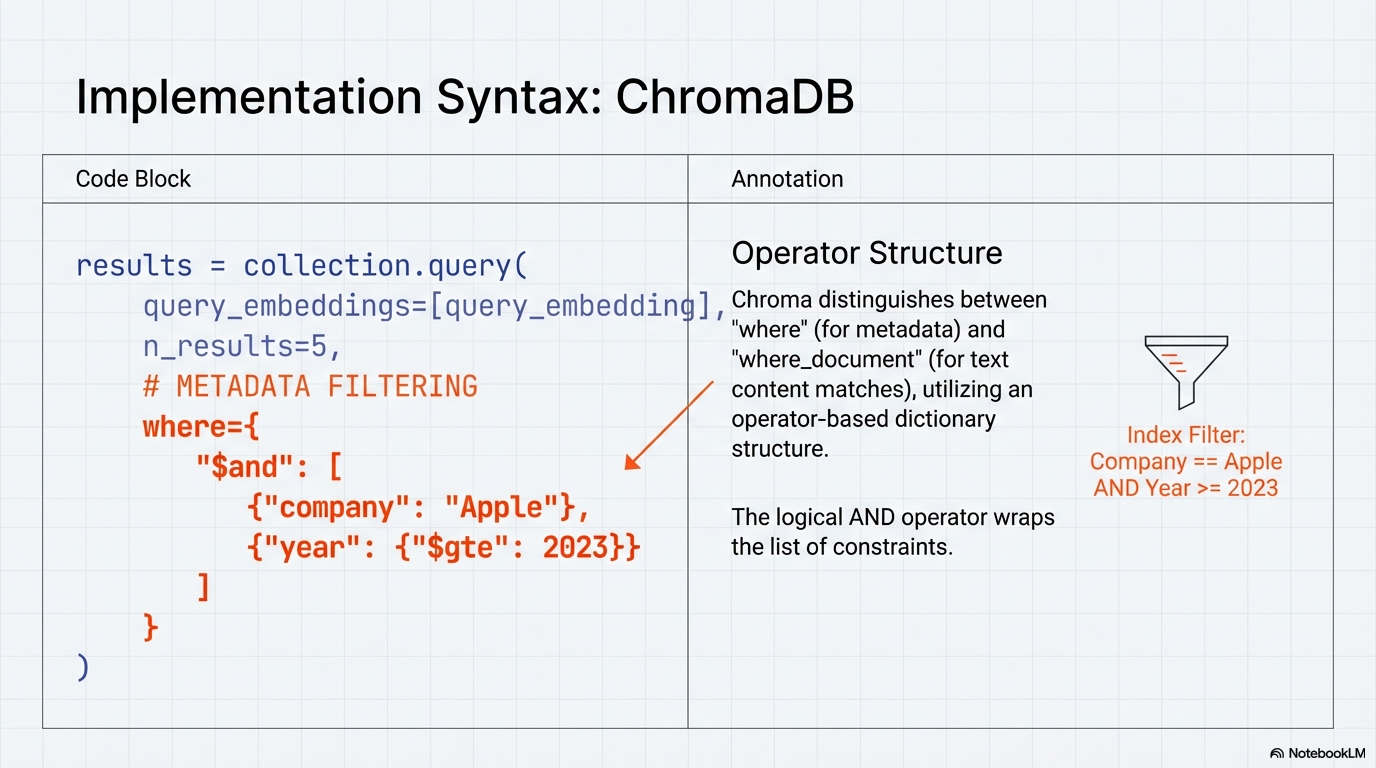 Implementation Syntax: ChromaDB
Code Block
results = collection.query(
    query_embeddings=[query_embedding],
    n_results=5,
    # METADATA FILTERING
    where={
        "$and": [
            {"company": "Apple"},
            {"year": {"$gte": 2023}}
        ]
    }
)
Annotation
Operator Structure
Chroma distinguishes between
"where" (for metadata) and
"where_document" (for text
content matches), utilizing an
operator-based dictionary
structure.
The logical AND operator wraps
the list of constraints.
Index Filter:
Company == Apple
AND Year >= 2023
NotebookLM